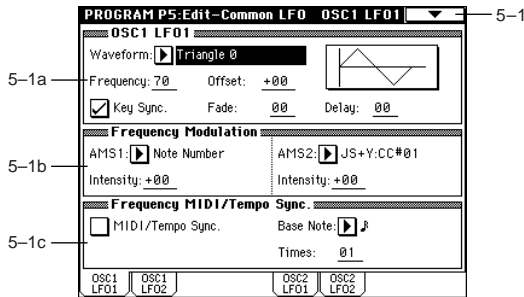 PROGRAM P5:Edit-Common LFO OSC1 LFO1
5-1
OSC1 LFO1
Waveform: Triangle 0
5-1a
Frequency: 70 Offset: +00
Key Sync. Fade: 00 Delay: 00
Frequency Modulation
5-1b
AMS1: Note Number AMS2: JS+Y:CC#01
Intensity: +00 Intensity: +00
Frequency MIDI/Tempo Sync.
MIDI/Tempo Sync. Base Note: ♪
5-1c
Times: 01
OSC1 LFO1 OSC1 LFO2 OSC2 LFO1 OSC2 LFO2